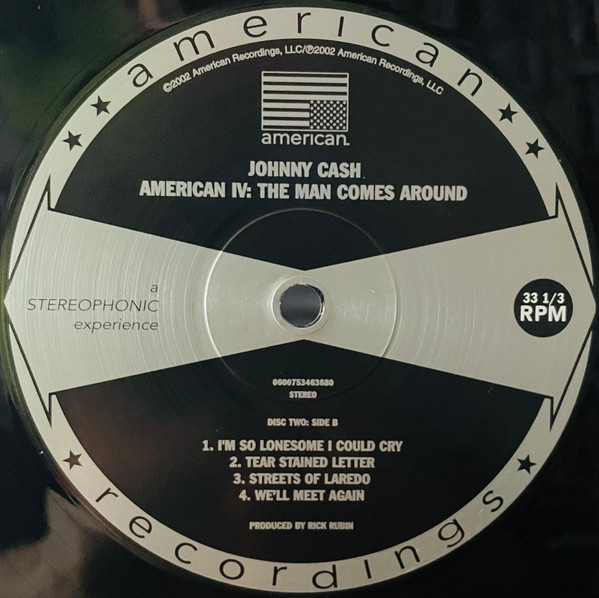 american
©2002 American Recordings, LLC/℗2002 American Recordings, LLC
american.
JOHNNY CASH
AMERICAN IV: THE MAN COMES AROUND
a
STEREOPHONIC
experience
33 1/3
RPM
0600753463680
STEREO
DISC TWO: SIDE B
1. I'M SO LONESOME I COULD CRY
2. TEAR STAINED LETTER
3. STREETS OF LAREDO
4. WE'LL MEET AGAIN
PRODUCED BY RICK RUBIN
recordings